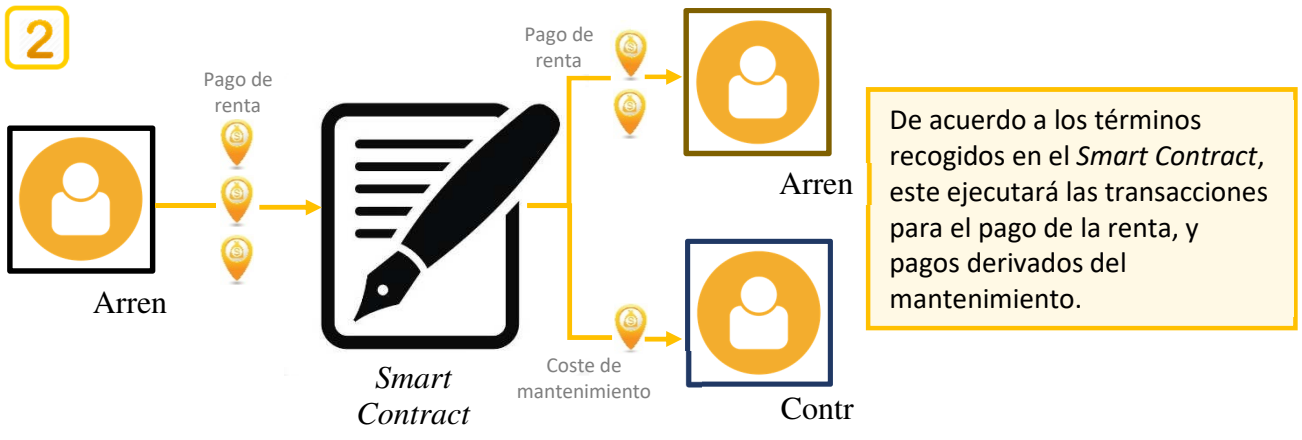 2
Pago de
renta
Arren
Smart
Contract
Pago de
renta
Arren
Coste de
mantenimiento
Contr
De acuerdo a los términos
recogidos en el Smart Contract,
este ejecutará las transacciones
para el pago de la renta, y
pagos derivados del
mantenimiento.